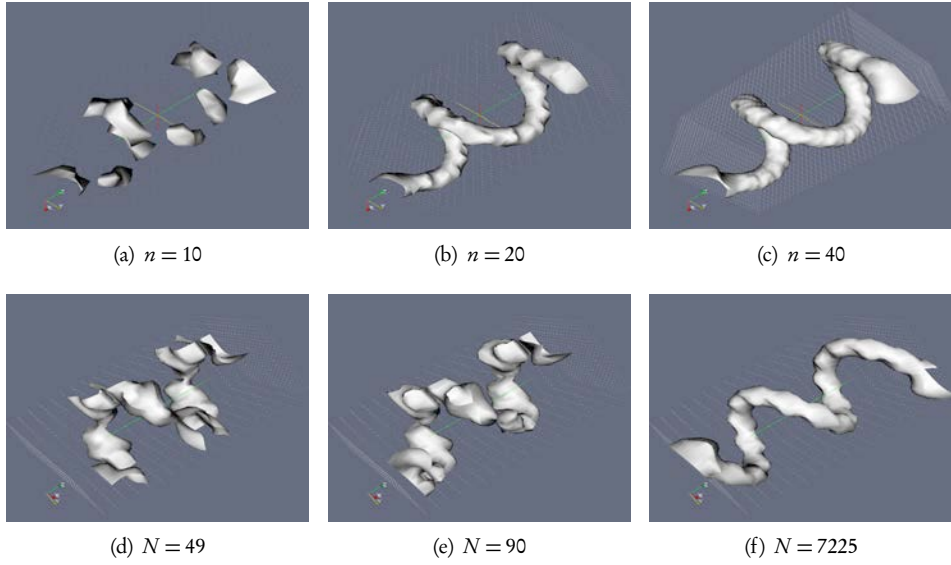 (a) n = 10
(b) n = 20
(c) n = 40
(d) N = 49
(e) N = 90
(f) N = 7225